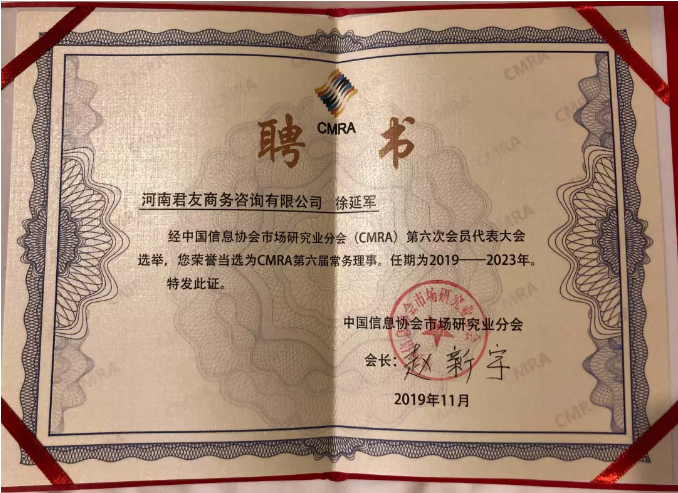 CMRA
聘书
河南君友商务咨询有限公司 徐延军
经中国信息协会市场研究业分会（CMRA）第六次会员代表大会
选举，您荣誉当选为CMRA第六届常务理事。任期为2019——2023年。
特发此证。
中国信息协会市场研究业分会
会长：赵新宇
2019年11月